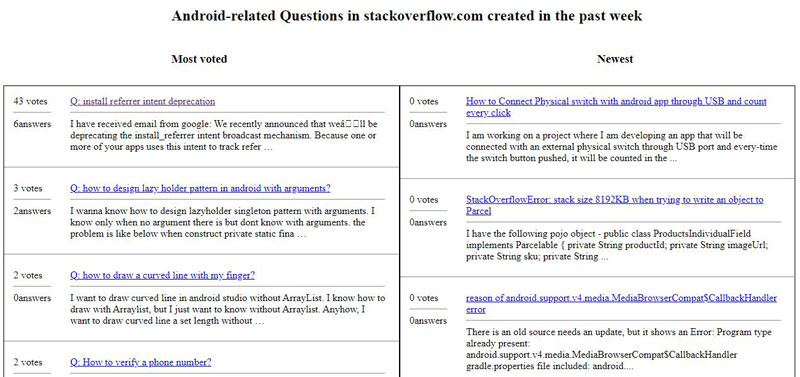 Android-related Questions in stackoverflow.com created in the past week
Most voted
43 votes
Q: install referrer intent deprecation
6answers
I have received email from google: We recently announced that weá��ll be
deprecating the install_referrer intent broadcast mechanism. Because one or
more of your apps uses this intent to track refer …
3 votes
Q: how to design lazy holder pattern in android with arguments?
2answers
I wanna know how to design lazyholder singleton pattern with arguments. I
know only when no argument there is but dont know with arguments. the
problem is like below when construct private static fina …
2 votes
Q: how to draw a curved line with my finger?
0answers
I want to draw curved line in android studio without ArrayList. I know how to
draw with Arraylist, but I just want to know without Arraylist. Anyhow, I
want to draw curved line a set length without …
2 votes
Q: How to verify a phone number?
Newest
0 votes
How to Connect Physical switch with android app through USB and count
every click
0answers
I am working on a project where I am developing an app that will be
connected with an external physical switch through USB port and every-time
the switch button pushed, it will be counted in the ...
0 votes
StackOverflowError: stack size 8192KB when trying to write an object to
Parcel
0answers
I have the following pojo object - public class ProductsIndividualField
implements Parcelable { private String productId; private String imageUrl;
private String sku; private String ...
0 votes
reason of android.support.v4.media.MediaBrowserCompat$CallbackHandler
error
0answers
There is an old source needs an update, but it shows an Error: Program type
already present:
android.support.v4.media.MediaBrowserCompat$CallbackHandler
gradle.properties file included: android....